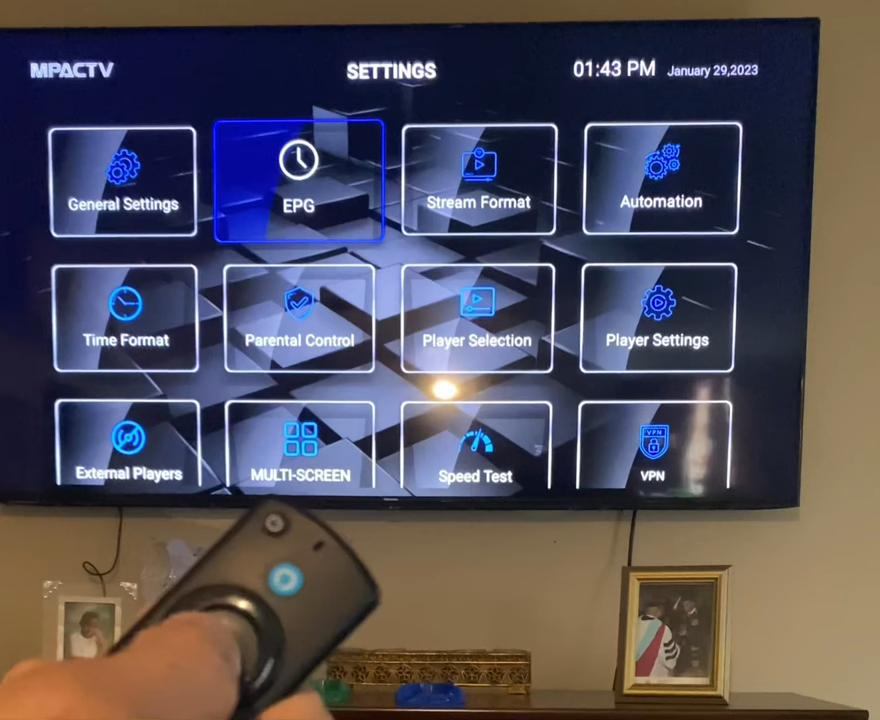 MPACTV
SETTINGS
01:43 PM January 29,2023
General Settings
EPG
Stream Format
Automation
Time Format
Parental Control
Player Selection
Player Settings
External Players
MULTI-SCREEN
Speed Test
VPN
VPN